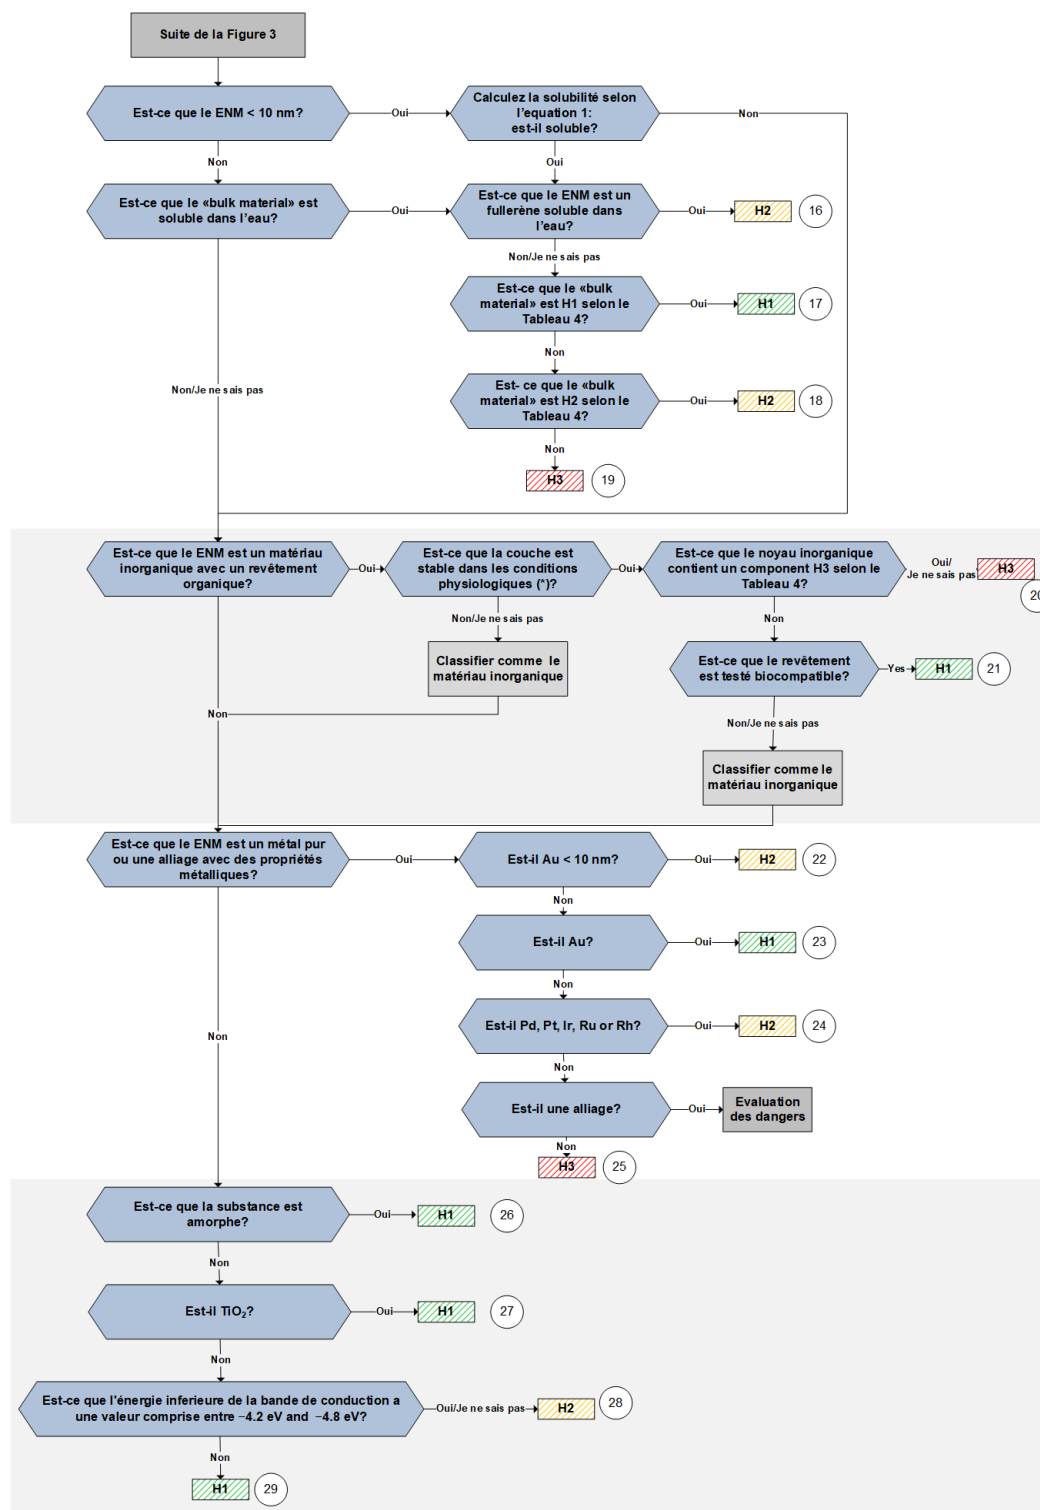 Suite de la Figure 3
Est-ce que le ENM < 10 nm?
Oui
Calculez la solubilité selon
l'equation 1:
est-il soluble?
Non
Non
Oui
Est-ce que le «bulk material» est
soluble dans l'eau?
Oui
Est-ce que le ENM est un
fullerène soluble dans
l'eau?
Oui
H2
16
Non/Je ne sais pas
Est-ce que le «bulk
material» est H1 selon le
Tableau 4?
Oui
H1
17
Non
Non/Je ne sais pas
Est- ce que le «bulk
material» est H2 selon le
Tableau 4?
Oui
H2
18
Non
H3
19
Est-ce que le ENM est un matériau
inorganique avec un revêtement
organique?
Oui
Est-ce que la couche est
stable dans les conditions
physiologiques (*)?
Oui
Est-ce que le noyau inorganique
contient un component H3 selon le
Tableau 4?
Oui/
Je ne sais pas
H3
20
Non/Je ne sais pas
Non
Classifier comme le
matériau inorganique
Est-ce que le revêtement
est testé biocompatible?
Yes
H1
21
Non
Non/Je ne sais pas
Classifier comme le
matériau inorganique
Est-ce que le ENM est un métal pur
ou une alliage avec des propriétés
métalliques?
Oui
Est-il Au < 10 nm?
Oui
H2
22
Non
Est-il Au?
Oui
H1
23
Non
Est-il Pd, Pt, Ir, Ru or Rh?
Oui
H2
24
Non
Non
Est-il une alliage?
Oui
Evaluation
des dangers
Non
H3
25
Est-ce que la substance est
amorphe?
Oui
H1
26
Non
Est-il TiO₂?
Oui
H1
27
Non
Est-ce que l'énergie inferieure de la bande de conduction a
une valeur comprise entre −4.2 eV and −4.8 eV?
Oui/Je ne sais pas
H2
28
Non
H1
29